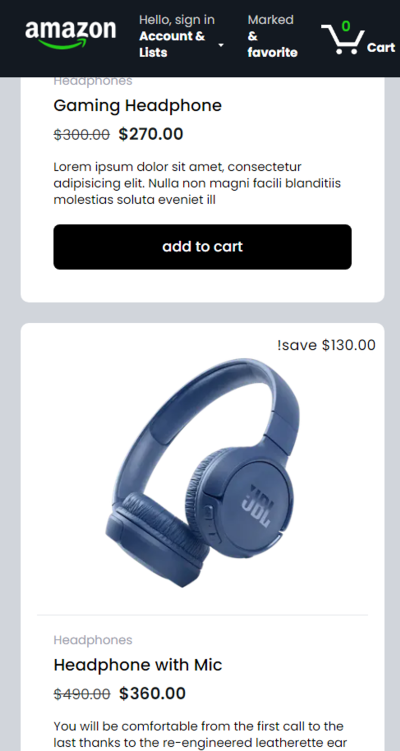 amazon
Hello, sign in
Account &
Lists
Marked
&
favorite
0
Cart
Headphones
Gaming Headphone
$300.00 $270.00
Lorem ipsum dolor sit amet, consectetur
adipisicing elit. Nulla non magni facili blanditiis
molestias soluta eveniet ill
add to cart
!save $130.00
JBL
Headphones
Headphone with Mic
$490.00 $360.00
You will be comfortable from the first call to the
last thanks to the re-engineered leatherette ear